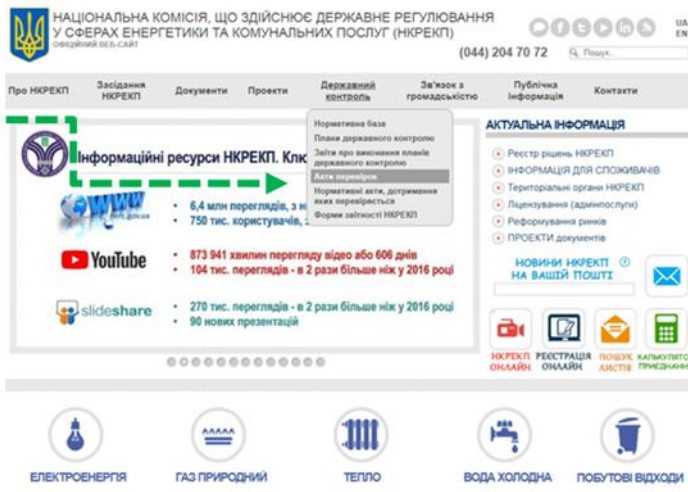 НАЦІОНАЛЬНА КОМІСІЯ, ЩО ЗДІЙСНЮЄ ДЕРЖАВНЕ РЕГУЛЮВАННЯ
У СФЕРАХ ЕНЕРГЕТИКИ ТА КОМУНАЛЬНИХ ПОСЛУГ (НКРЕКП)
ОФІЦІЙНИЙ ВЕБ-САЙТ
UA
EN
(044) 204 70 72
Пошук...
Про НКРЕКП
Засідання
НКРЕКП
Документи
Проекти
Державний
контроль
Зв'язок з
громадськістю
Публічна
інформація
Контакти
Нормативна база
Плани державного контролю
Звіти про виконання планів
державного контролю
Акти перевірок
Нормативні акти, дотримання
яких перевіряється
Форми звітності НКРЕКП
Інформаційні ресурси НКРЕКП. Клю
www
6,4 млн переглядів, з н
750 тис. користувачів,
YouTube
873 941 хвилин перегляду відео або 606 днів
104 тис. переглядів - в 2 рази більше ніж у 2016 році
slideshare
270 тис. переглядів - в 2 рази більше ніж у 2016 році
90 нових презентацій
АКТУАЛЬНА ІНФОРМАЦІЯ
Реєстр рішень НКРЕКП
ІНФОРМАЦІЯ ДЛЯ СПОЖИВАЧІВ
Територіальні органи НКРЕКП
Ліцензування (адмінпослуги)
Реформування ринків
ПРОЕКТИ документів
НОВИНИ НКРЕКП
НА ВАШІЙ ПОШТІ
НКРЕКП
ОНЛАЙН
РЕЄСТРАЦІЯ
ОНЛАЙН
ПОШУК
ЛИСТІВ
КАЛЬКУЛЯТО
ПРИЄДНАНН
ЕЛЕКТРОЕНЕРГІЯ
ГАЗ ПРИРОДНИЙ
ТЕПЛО
ВОДА ХОЛОДНА
ПОБУТОВІ ВІДХОДИ